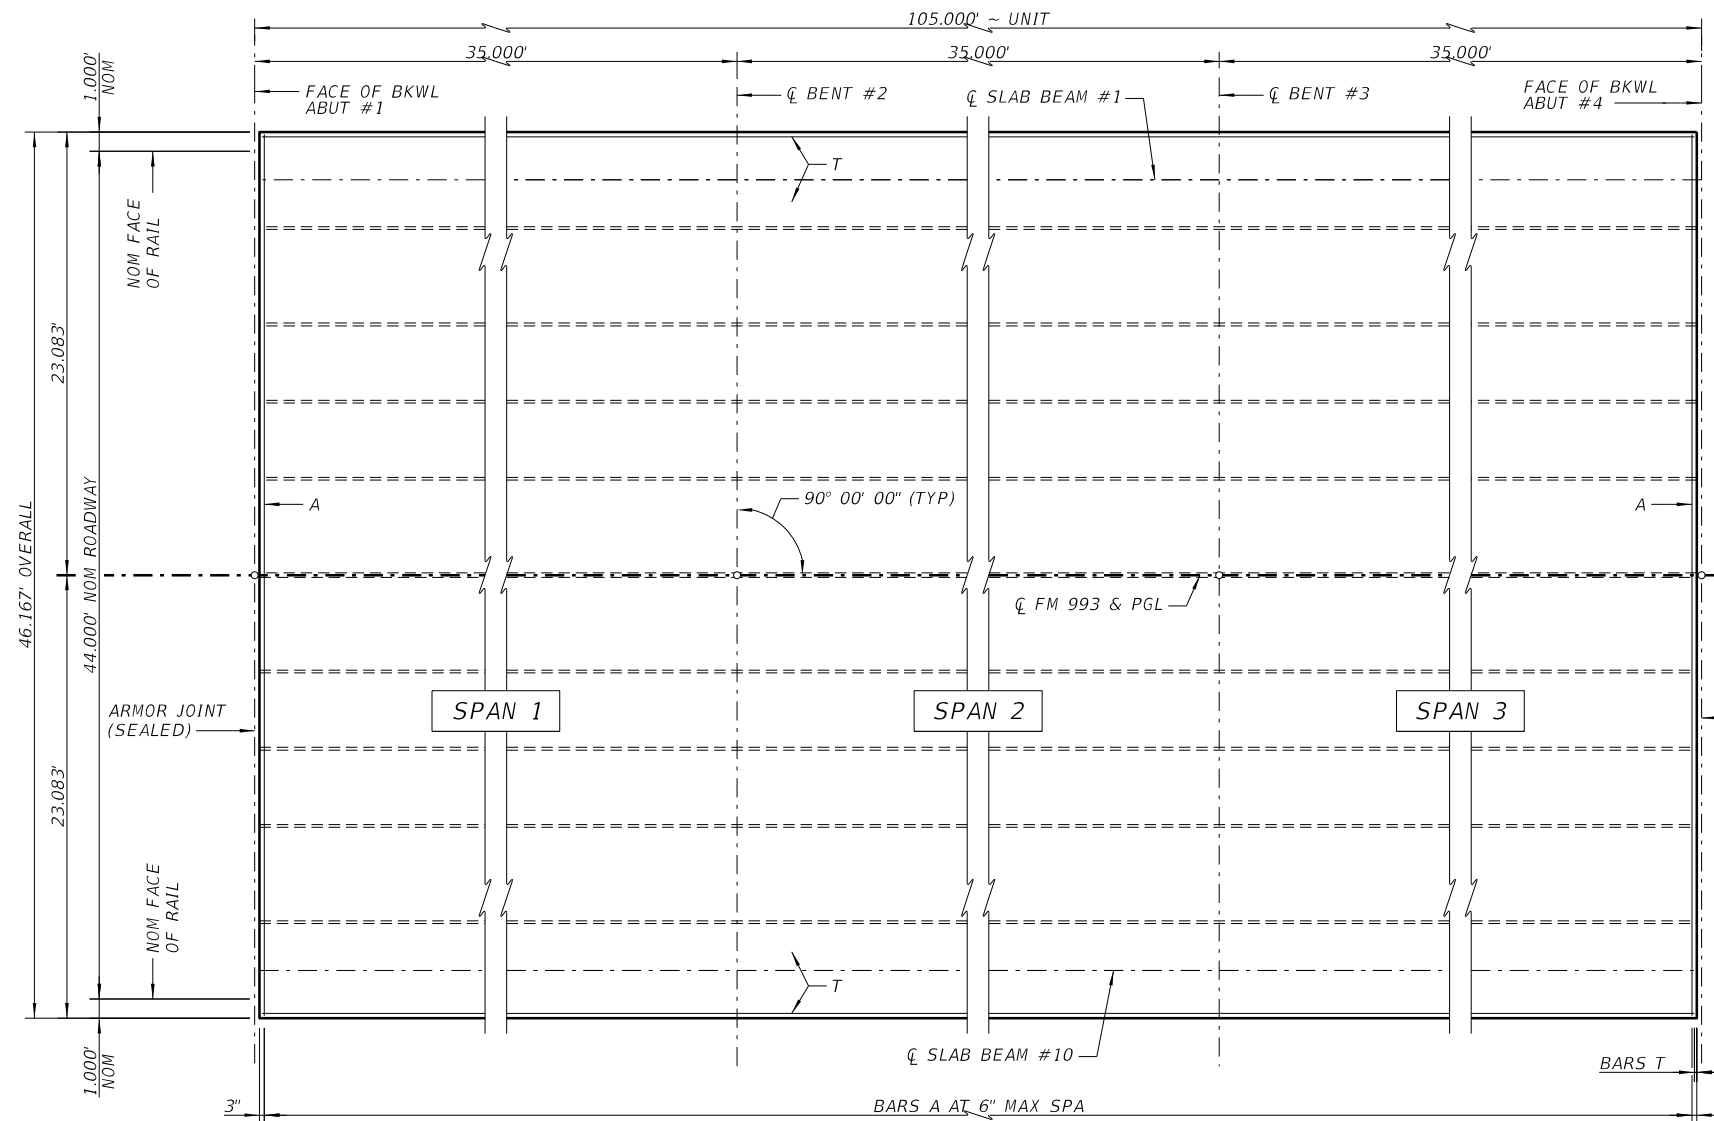 105.000' ~ UNIT
35.000'
35.000'
35.000'
1.000'
NOM
FACE OF BKWL
ABUT #1
℄ BENT #2
℄ SLAB BEAM #1
℄ BENT #3
FACE OF BKWL
ABUT #4
T
NOM FACE
OF RAIL
23.083'
46.167' OVERALL
44.000' NOM ROADWAY
A
90° 00' 00" (TYP)
A
℄ FM 993 & PGL
ARMOR JOINT
(SEALED)
SPAN 1
SPAN 2
SPAN 3
23.083'
NOM FACE
OF RAIL
T
1.000'
NOM
℄ SLAB BEAM #10
BARS T
3"
BARS A AT 6" MAX SPA